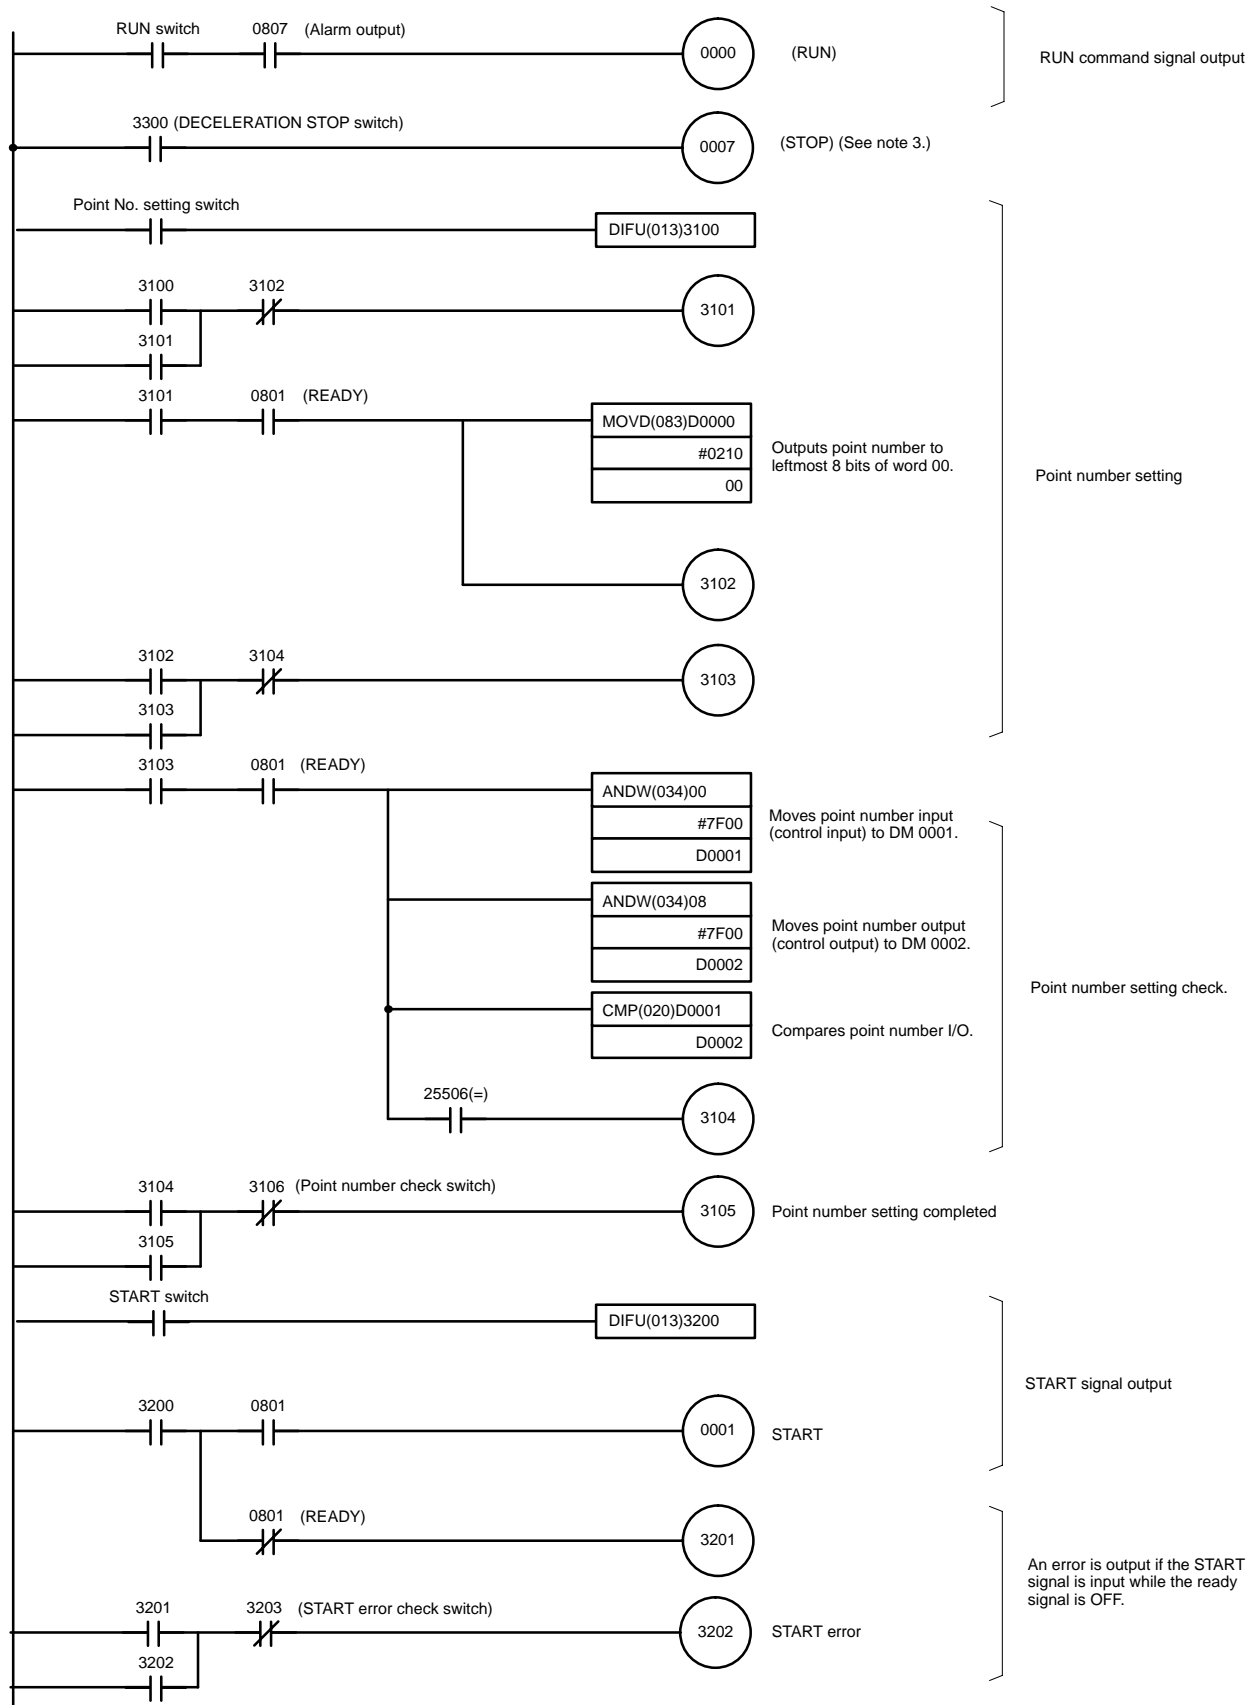 RUN switch 0807 (Alarm output)
0000 (RUN)
RUN command signal output
3300 (DECELERATION STOP switch)
0007 (STOP) (See note 3.)
Point No. setting switch
DIFU(013)3100
3100 3102
3101
3101
3101 0801 (READY)
MOVD(083)D0000
#0210
00
Outputs point number to
leftmost 8 bits of word 00.
Point number setting
3102
3102 3104
3103
3103
3103 0801 (READY)
ANDW(034)00
#7F00
D0001
Moves point number input
(control input) to DM 0001.
ANDW(034)08
#7F00
D0002
Moves point number output
(control output) to DM 0002.
CMP(020)D0001
D0002
Compares point number I/O.
Point number setting check.
25506(=)
3104
3104 3106 (Point number check switch)
3105 Point number setting completed
3105
START switch
DIFU(013)3200
START signal output
3200 0801
0001 START
0801 (READY)
3201
An error is output if the START
signal is input while the ready
signal is OFF.
3201 3203 (START error check switch)
3202 START error
3202